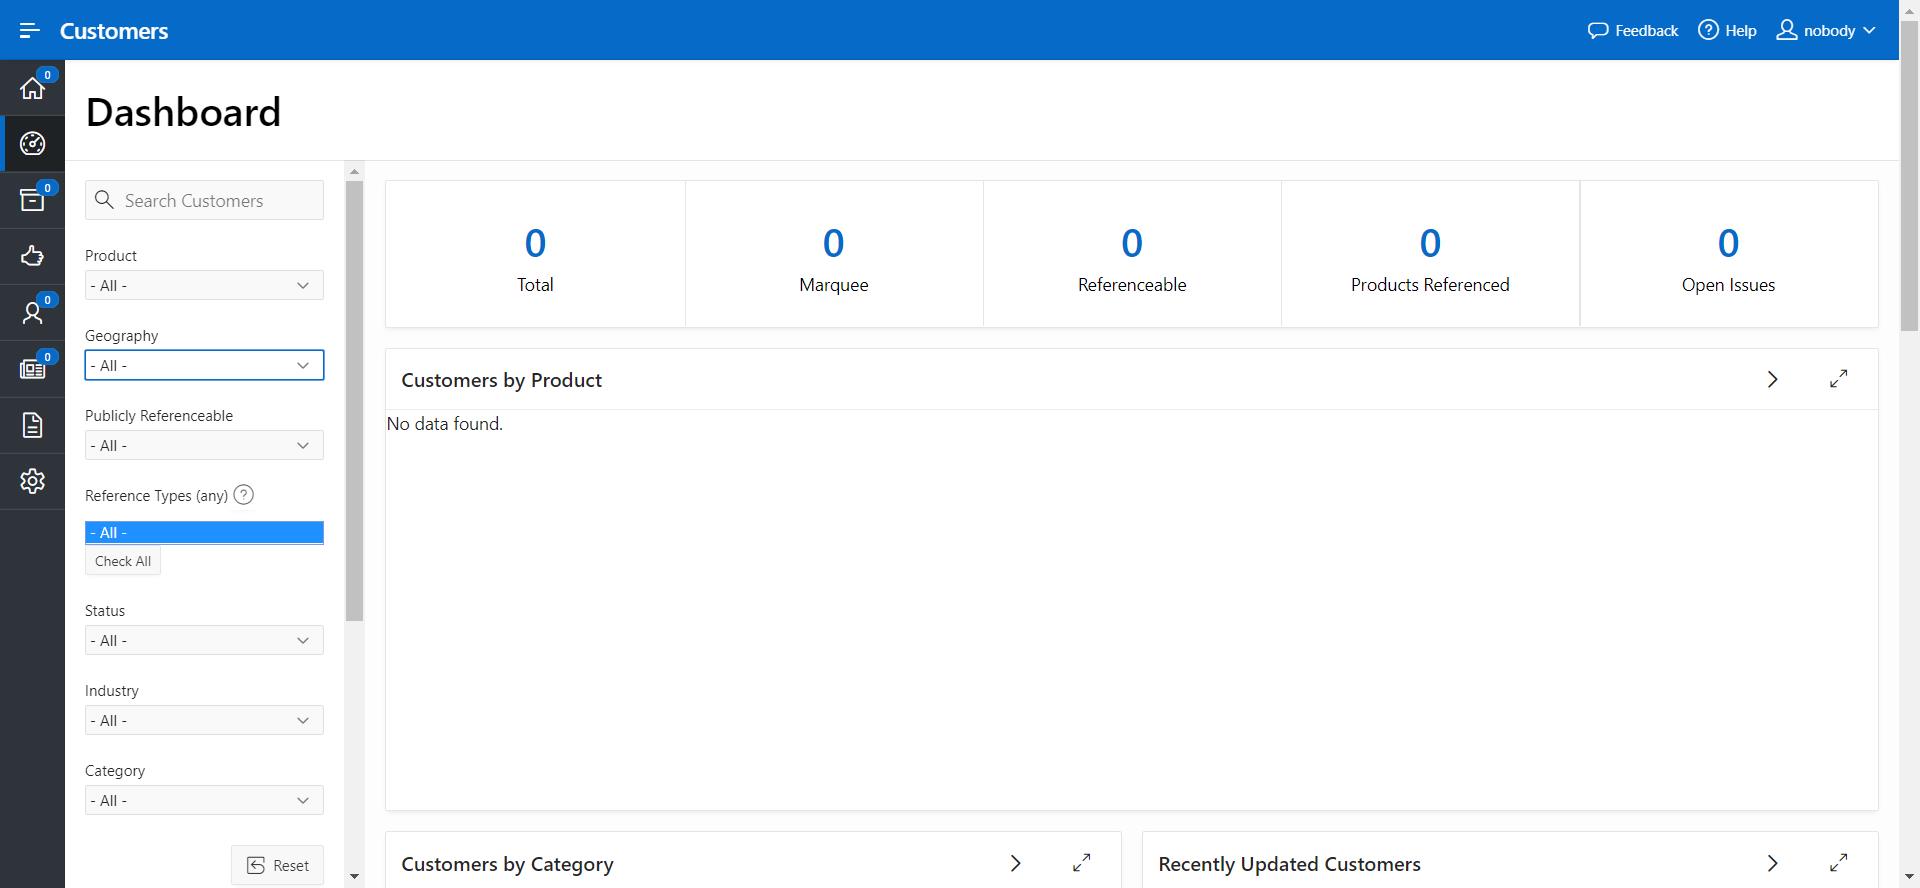 Customers
Feedback
Help
nobody
0
Dashboard
0
0
0
Search Customers
Product
- All -
Geography
- All -
Publicly Referenceable
- All -
Reference Types (any) ?
- All -
Check All
Status
- All -
Industry
- All -
Category
- All -
Reset
0
Total
0
Marquee
0
Referenceable
0
Products Referenced
0
Open Issues
Customers by Product
No data found.
Customers by Category
Recently Updated Customers